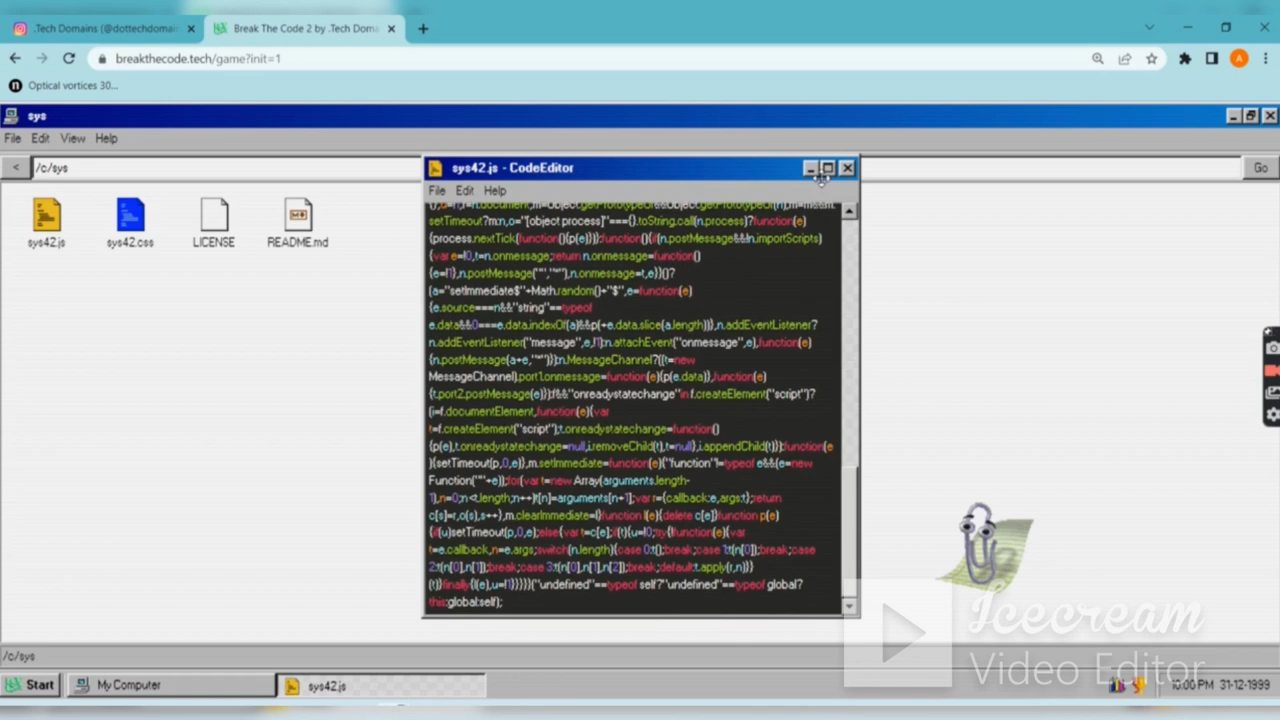 .Tech Domains (@dottechdomai
Break The Code 2 by .Tech Doma
breakthecode.tech/game?init=1
A
n Optical vortices 30...
sys
File Edit View Help
< /c/sys Go
sys42.js sys42.css LICENSE README.md
sys42.js - CodeEditor
File Edit Help
setTimeout?m:n,o="[object process]"==={}.toString.call(n.process)?function(e)
{process.nextTick(function(){p(e)})}:function(){if(n.postMessage&&!n.importScripts)
{var e=!0,t=n.onmessage;return n.onmessage=function()
{e=!1},n.postMessage("","*"),n.onmessage=t,e}}()?
(a="setImmediate$"+Math.random()+"$",e=function(e)
{e.source===n&&"string"==typeof
e.data&&0===e.data.indexOf(a)&&p(+e.data.slice(a.length))},n.addEventListener?
n.addEventListener("message",e,!1):n.attachEvent("onmessage",e),function(e)
{n.postMessage(a+e,"*")}):n.MessageChannel?((t=new
MessageChannel).port1.onmessage=function(e){p(e.data)},function(e)
{t.port2.postMessage(e)}):f&&"onreadystatechange"in f.createElement("script")?
(i=f.documentElement,function(e){var
t=f.createElement("script");t.onreadystatechange=function()
{p(e),t.onreadystatechange=null,i.removeChild(t),t=null},i.appendChild(t)}):function(e
){setTimeout(p,0,e)},m.setImmediate=function(e){"function"!=typeof e&&(e=new
Function(""+e));for(var t=new Array(arguments.length-
1),n=0;n<t.length;n++)t[n]=arguments[n+1];var r={callback:e,args:t};return
c[s]=r,o(s),s++},m.clearImmediate=l}function l(e){delete c[e]}function p(e)
{if(u)setTimeout(p,0,e);else{var t=c[e];if(t){u=!0;try{!function(e){var
t=e.callback,n=e.args;switch(n.length){case 0:t();break;case 1:t(n[0]);break;case
2:t(n[0],n[1]);break;case 3:t(n[0],n[1],n[2]);break;default:t.apply(r,n)}}
(t)}finally{l(e),u=!1}}}}}("undefined"==typeof self?"undefined"==typeof global?
this:global:self);
Icecream
Video Editor
/c/sys
Start My Computer sys42.js 10:00 PM 31-12-1999